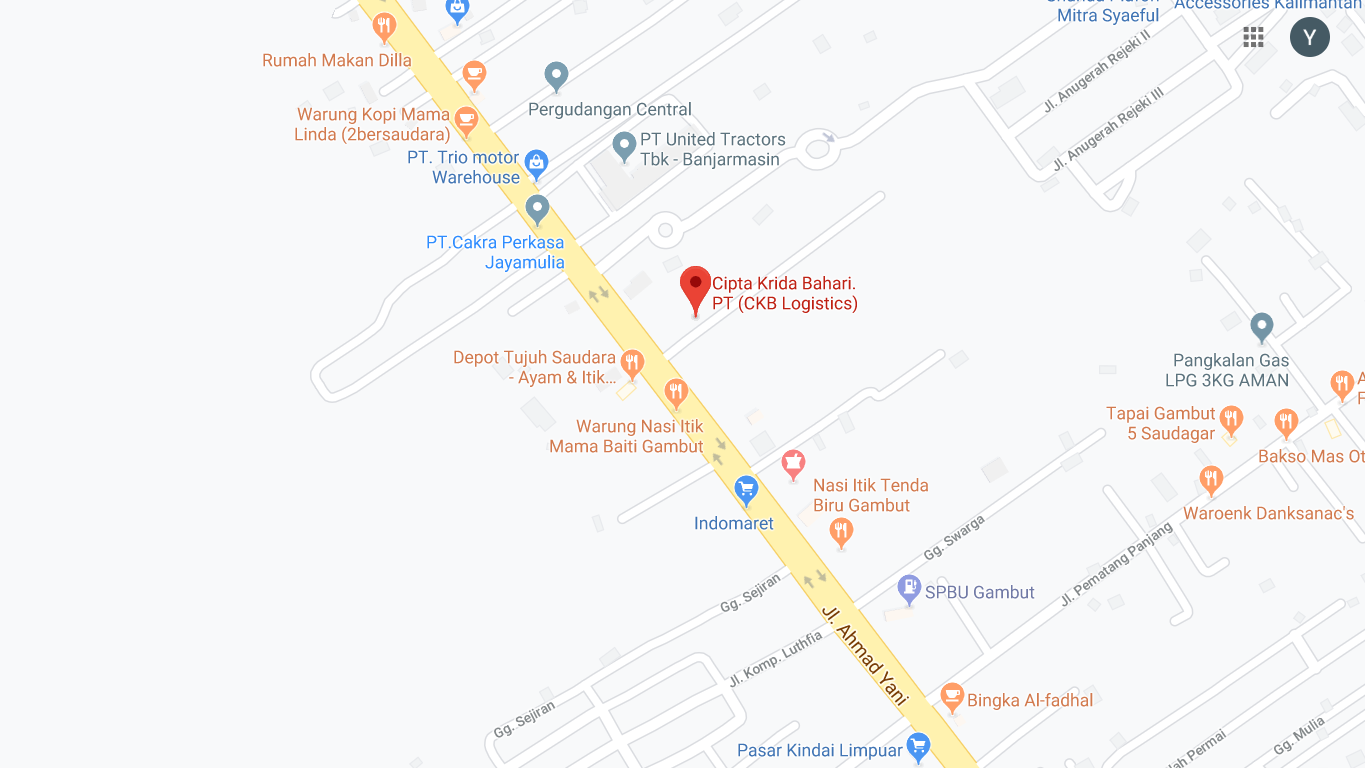 Mitra Syaeful
Accessories Kalimantan
Y
Rumah Makan Dilla
Jl. Anugerah Rejeki II
Jl. Anugerah Rejeki III
Pergudangan Central
Warung Kopi Mama
Linda (2bersaudara)
PT United Tractors
Tbk - Banjarmasin
PT. Trio motor
Warehouse
PT.Cakra Perkasa
Jayamulia
Cipta Krida Bahari.
PT (CKB Logistics)
Depot Tujuh Saudara
- Ayam & Itik...
Pangkalan Gas
LPG 3KG AMAN
Warung Nasi Itik
Mama Baiti Gambut
Tapai Gambut
5 Saudagar
Bakso Mas Ot
Nasi Itik Tenda
Biru Gambut
Indomaret
Waroenk Danksanac's
Gg. Swarga
Jl. Pematang Panjang
Gg. Sejiran
SPBU Gambut
Jl. Ahmad Yani
Jl. Komp. Luthfia
Gg. Sejiran
Bingka Al-fadhal
Pasar Kindai Limpuar
lah Permai
Gg. Mulia